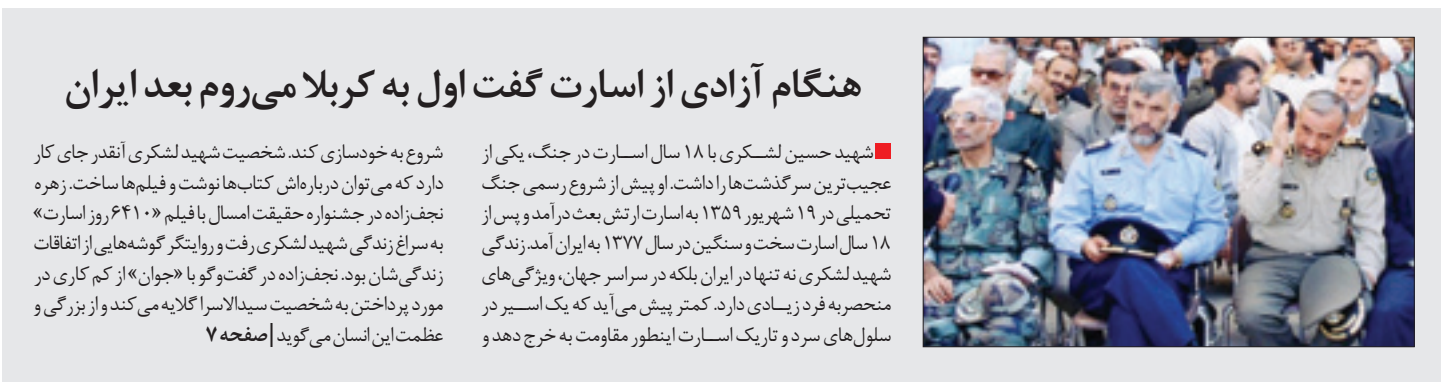 هنگام آزادی از اسارت گفت اول به کربلا می‌روم بعد ایران
شهید حسین لشکری با ۱۸ سال اسارت در جنگ، یکی از
عجیب‌ترین سرگذشت‌ها را داشت. او پیش از شروع رسمی جنگ
تحمیلی در ۱۹ شهریور ۱۳۵۹ به اسارت ارتش بعث درآمد و پس از
۱۸ سال اسارت سخت و سنگین در سال ۱۳۷۷ به ایران آمد. زندگی
شهید لشکری نه تنها در ایران بلکه در سراسر جهان، ویژگی‌های
منحصربه فرد زیادی دارد. کمتر پیش می‌آید که یک اسیر در
سلول‌های سرد و تاریک اسارت اینطور مقاومت به خرج دهد و
شروع به خودسازی کند. شخصیت شهید لشکری آنقدر جای کار
دارد که می‌توان درباره‌اش کتاب‌ها نوشت و فیلم‌ها ساخت. زهره
نجف‌زاده در جشنواره حقیقت امسال با فیلم «۶۴۱۰ روز اسارت»
به سراغ زندگی شهید لشکری رفت و روایتگر گوشه‌هایی از اتفاقات
زندگی‌شان بود. نجف‌زاده در گفت‌وگو با «جوان» از کم کاری در
مورد پرداختن به شخصیت سیدالاسرا گلایه می‌کند و از بزرگی و
عظمت این انسان می‌گوید | صفحه ۷